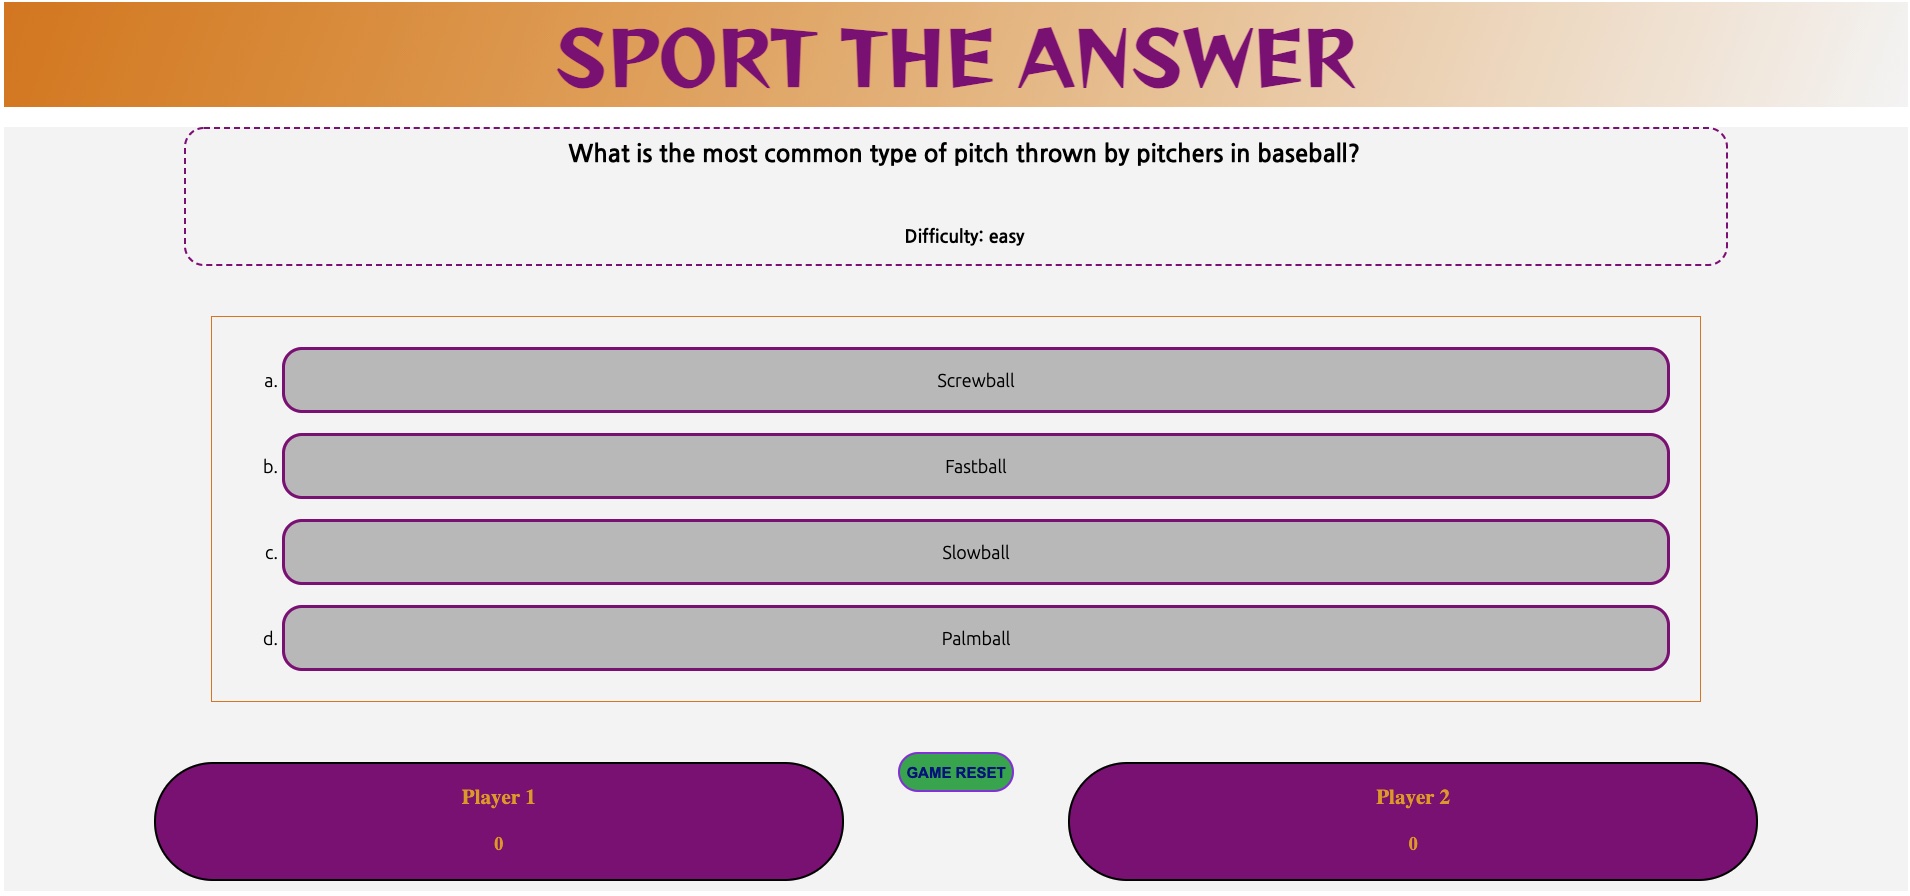 SPORT THE ANSWER
What is the most common type of pitch thrown by pitchers in baseball?
Difficulty: easy
a. Screwball
b. Fastball
c. Slowball
d. Palmball
GAME RESET
Player 1
0
Player 2
0